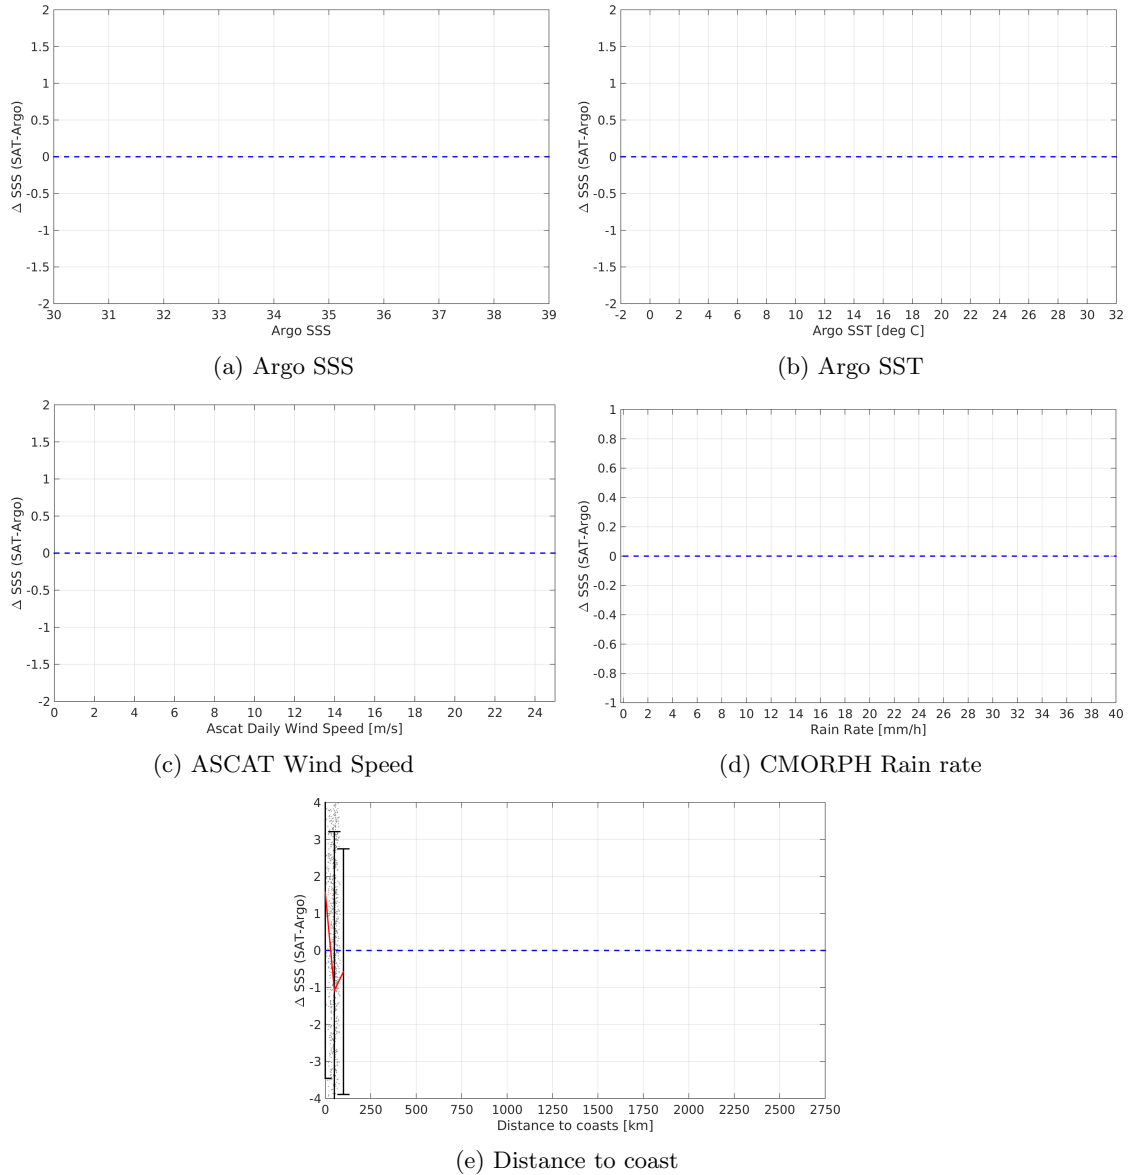 2
1.5
1
0.5
0
-0.5
-1
-1.5
-2
Δ SSS (SAT-Argo)
30 31 32 33 34 35 36 37 38 39
Argo SSS
(a) Argo SSS
2
1.5
1
0.5
0
-0.5
-1
-1.5
-2
Δ SSS (SAT-Argo)
-2 0 2 4 6 8 10 12 14 16 18 20 22 24 26 28 30 32
Argo SST [deg C]
(b) Argo SST
2
1.5
1
0.5
0
-0.5
-1
-1.5
-2
Δ SSS (SAT-Argo)
0 2 4 6 8 10 12 14 16 18 20 22 24
Ascat Daily Wind Speed [m/s]
(c) ASCAT Wind Speed
1
0.8
0.6
0.4
0.2
0
-0.2
-0.4
-0.6
-0.8
-1
Δ SSS (SAT-Argo)
0 2 4 6 8 10 12 14 16 18 20 22 24 26 28 30 32 34 36 38 40
Rain Rate [mm/h]
(d) CMORPH Rain rate
4
3
2
1
0
-1
-2
-3
-4
Δ SSS (SAT-Argo)
0 250 500 750 1000 1250 1500 1750 2000 2250 2500 2750
Distance to coasts [km]
(e) Distance to coast